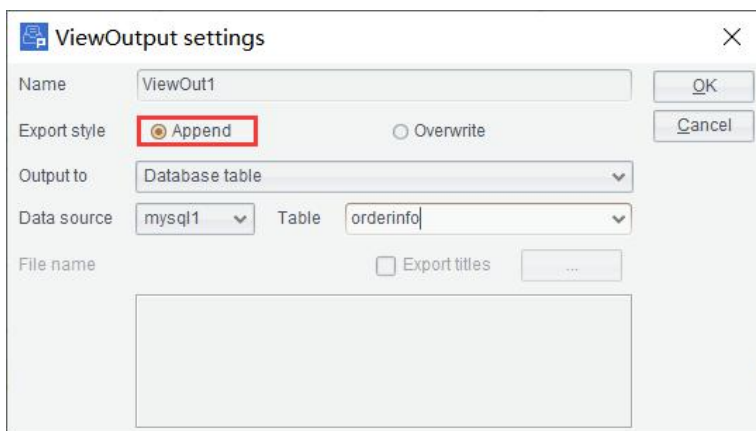 ViewOutput settings
Name ViewOut1 OK
Export style Append Overwrite Cancel
Output to Database table
Data source mysql1 Table orderinfo
File name Export titles ...